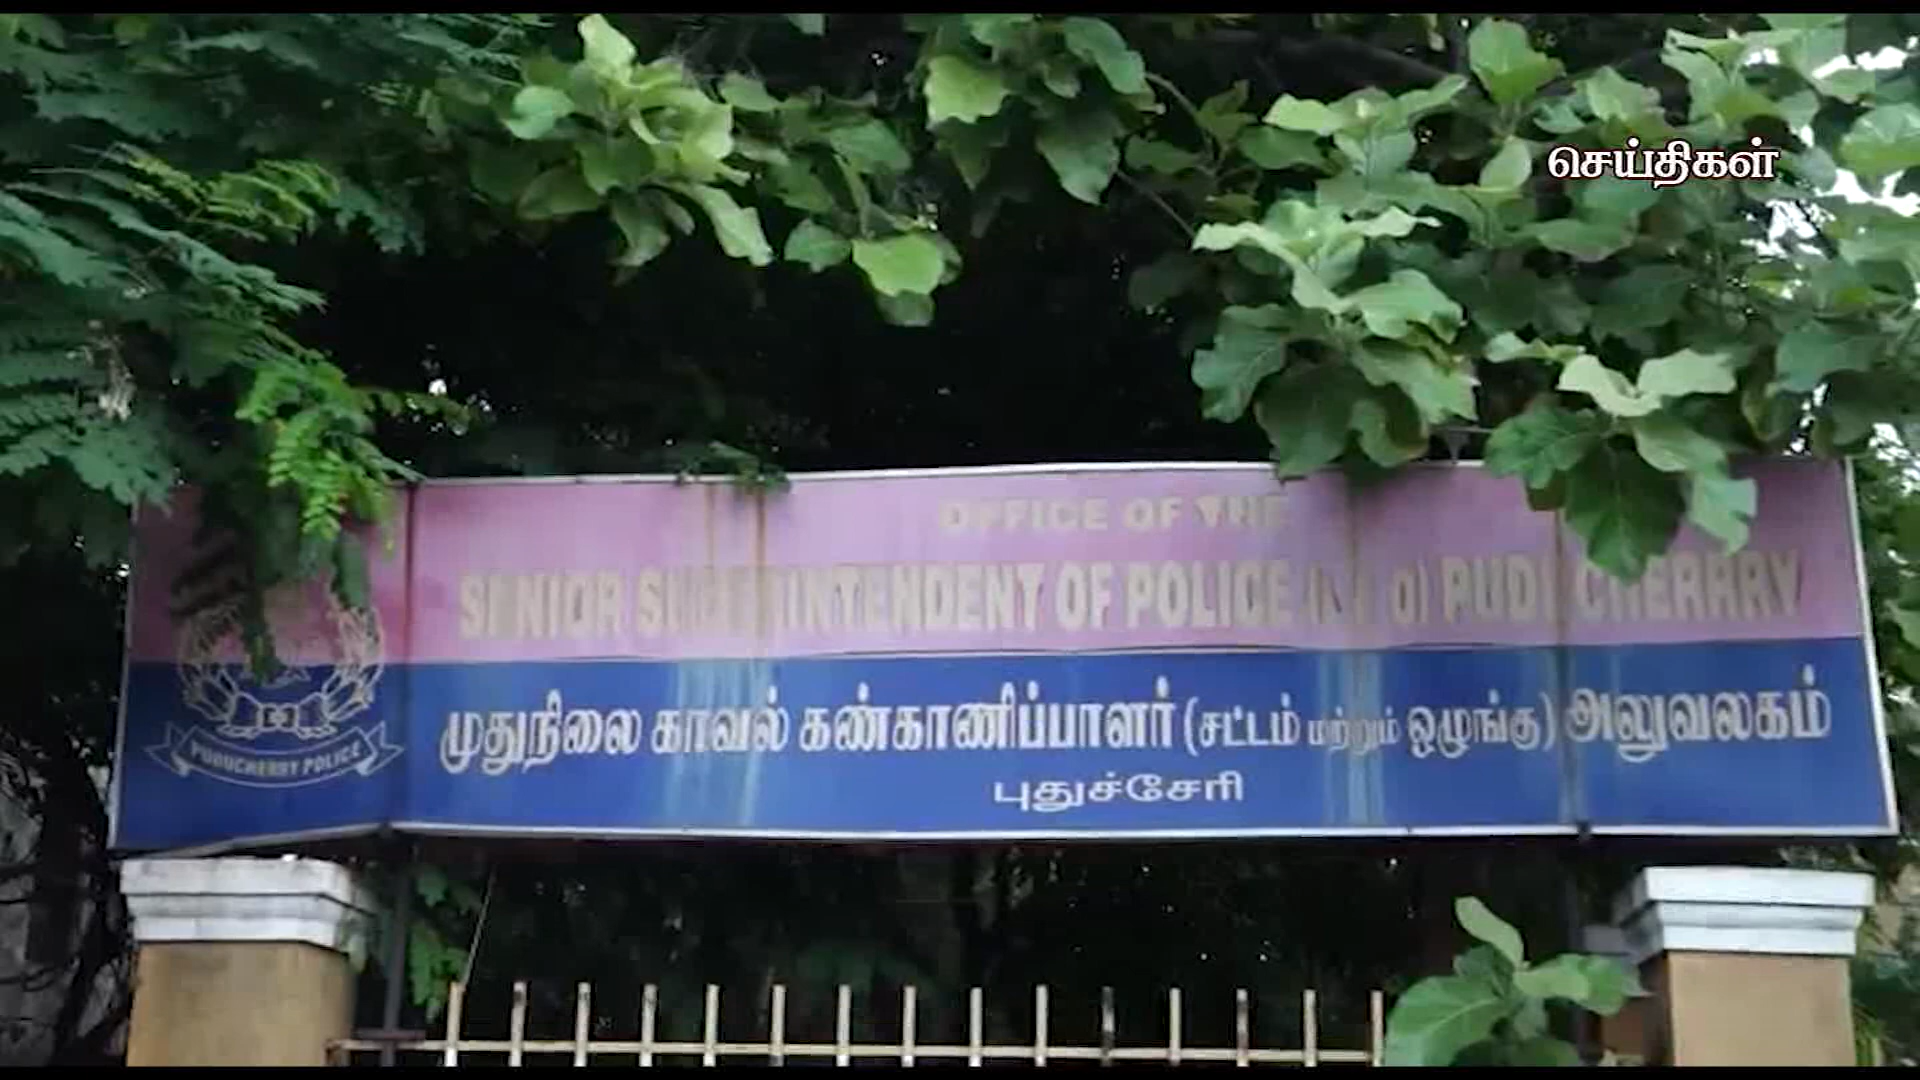 செய்திகள்
OFFICE OF THE
SENIOR SUPERINTENDENT OF POLICE PUDUCHERRRY
முதுநிலை காவல் கண்காணிப்பாளர் (சட்டம் மற்றும் ஒழுங்கு) அலுவலகம்
புதுச்சேரி
PUDUCHERRY POLICE